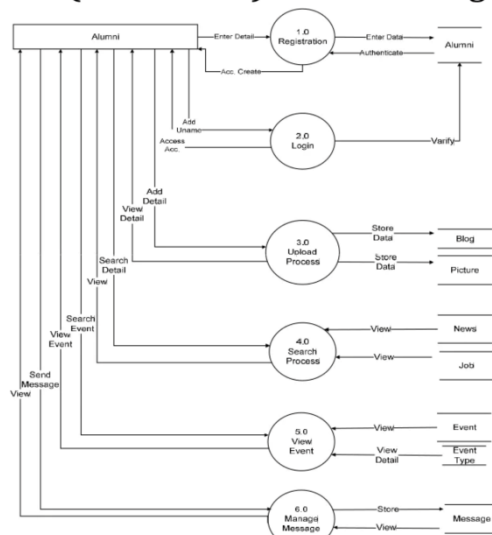 Alumni
Enter Detail
1.0
Registration
Enter Data
Authenticate
Alumni
Acc. Create
Add
Uname
Access
Acc.
2.0
Login
Varify
Add
Detail
View
Detail
3.0
Upload
Process
Store
Data
Blog
Store
Data
Picture
Search
Detail
View
4.0
Search
Process
View
News
View
Job
Search
Event
View
Event
5.0
View
Event
View
Event
View
Datail
Event
Type
Send
Message
View
6.0
Manage
Message
Store
View
Message